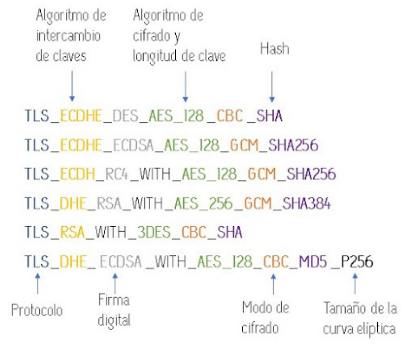 Algoritmo de intercambio de claves
Algoritmo de cifrado y longitud de clave
Hash
TLS_ECDHE_DES_AES_128_CBC_SHA
TLS_ECDHE_ECDSA_AES_128_GCM_SHA256
TLS_ECDH_RC4_WITH_AES_128_GCM_SHA256
TLS_DHE_RSA_WITH_AES_256_GCM_SHA384
TLS_RSA_WITH_3DES_CBC_SHA
TLS_DHE_ECDSA_WITH_AES_128_CBC_MD5_P256
Protocolo
Firma digital
Modo de cifrado
Tamaño de la curva elíptica